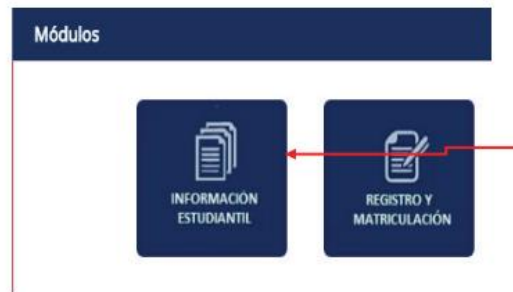 Módulos
INFORMACIÓN
ESTUDIANTIL
REGISTRO Y
MATRICULACIÓN